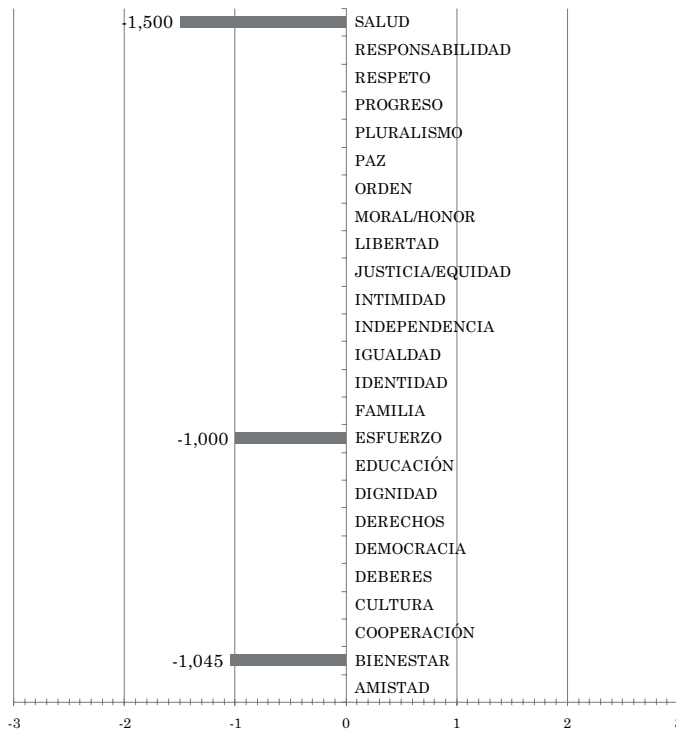 -1,500 SALUD
RESPONSABILIDAD
RESPETO
PROGRESO
PLURALISMO
PAZ
ORDEN
MORAL/HONOR
LIBERTAD
JUSTICIA/EQUIDAD
INTIMIDAD
INDEPENDENCIA
IGUALDAD
IDENTIDAD
FAMILIA
-1,000 ESFUERZO
EDUCACIÓN
DIGNIDAD
DERECHOS
DEMOCRACIA
DEBERES
CULTURA
COOPERACIÓN
-1,045 BIENESTAR
AMISTAD
-3 -2 -1 0 1 2 3